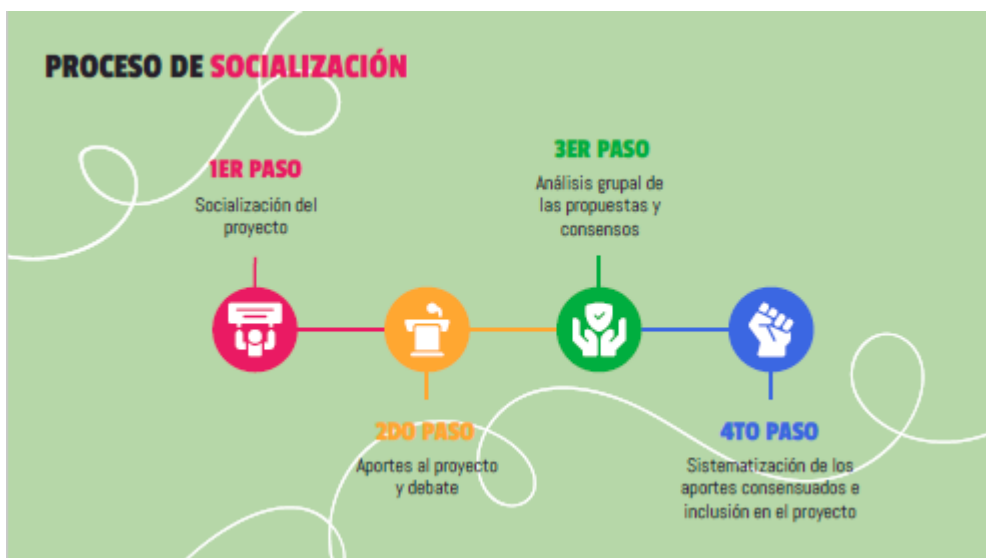 PROCESO DE SOCIALIZACIÓN
1ER PASO
Socialización del
proyecto
2DO PASO
Aportes al proyecto
y debate
3ER PASO
Análisis grupal de
las propuestas y
consensos
4TO PASO
Sistematización de los
aportes consensuados e
inclusión en el proyecto